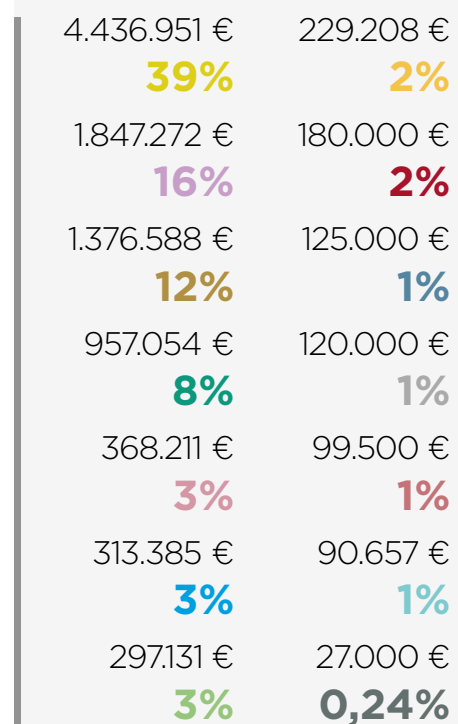 4.436.951 € 229.208 €
39% 2%
1.847.272 € 180.000 €
16% 2%
1.376.588 € 125.000 €
12% 1%
957.054 € 120.000 €
8% 1%
368.211 € 99.500 €
3% 1%
313.385 € 90.657 €
3% 1%
297.131 € 27.000 €
3% 0,24%